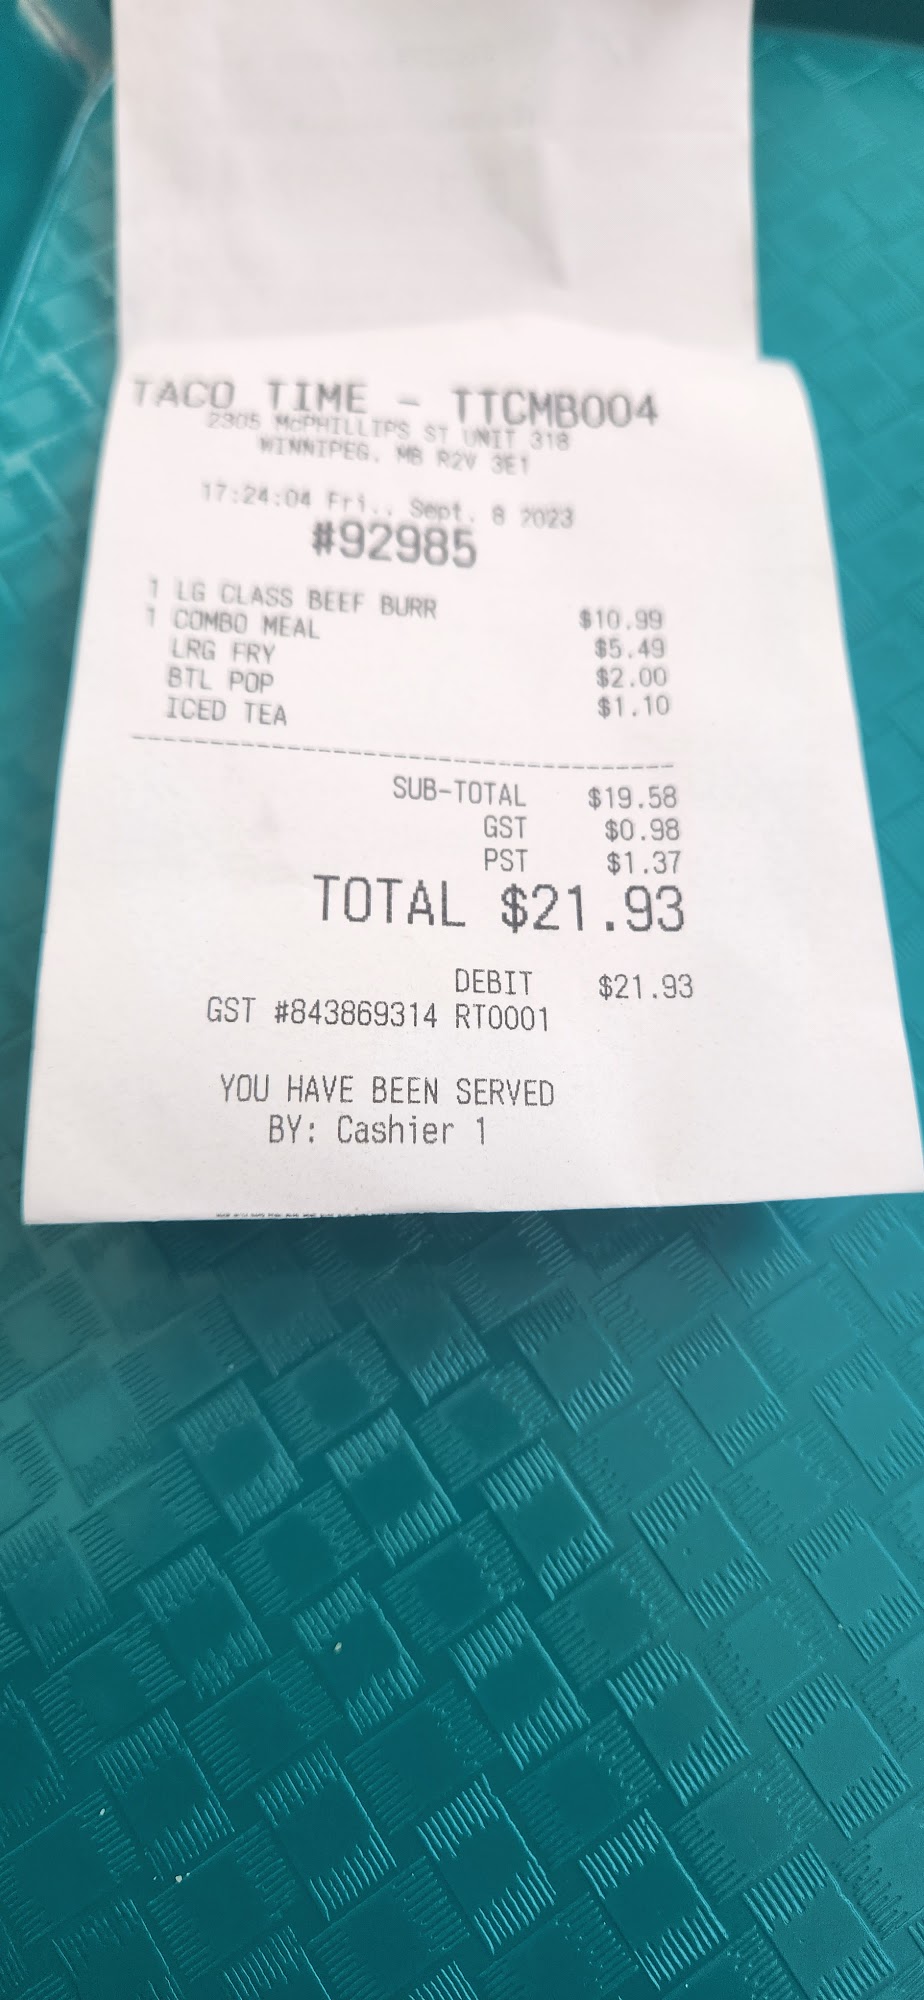 TACO TIME - TTCMB004
2305 McPHILLIPS ST UNIT 318
WINNIPEG, MB R2V 3E1
17:24:04 Fri., Sept. 8 2023
#92985
1 LG CLASS BEEF BURR $10.99
1 COMBO MEAL $5.49
LRG FRY $2.00
BTL POP $1.10
ICED TEA
SUB-TOTAL $19.58
GST $0.98
PST $1.37
TOTAL $21.93
DEBIT $21.93
GST #843869314 RT0001
YOU HAVE BEEN SERVED
BY: Cashier 1